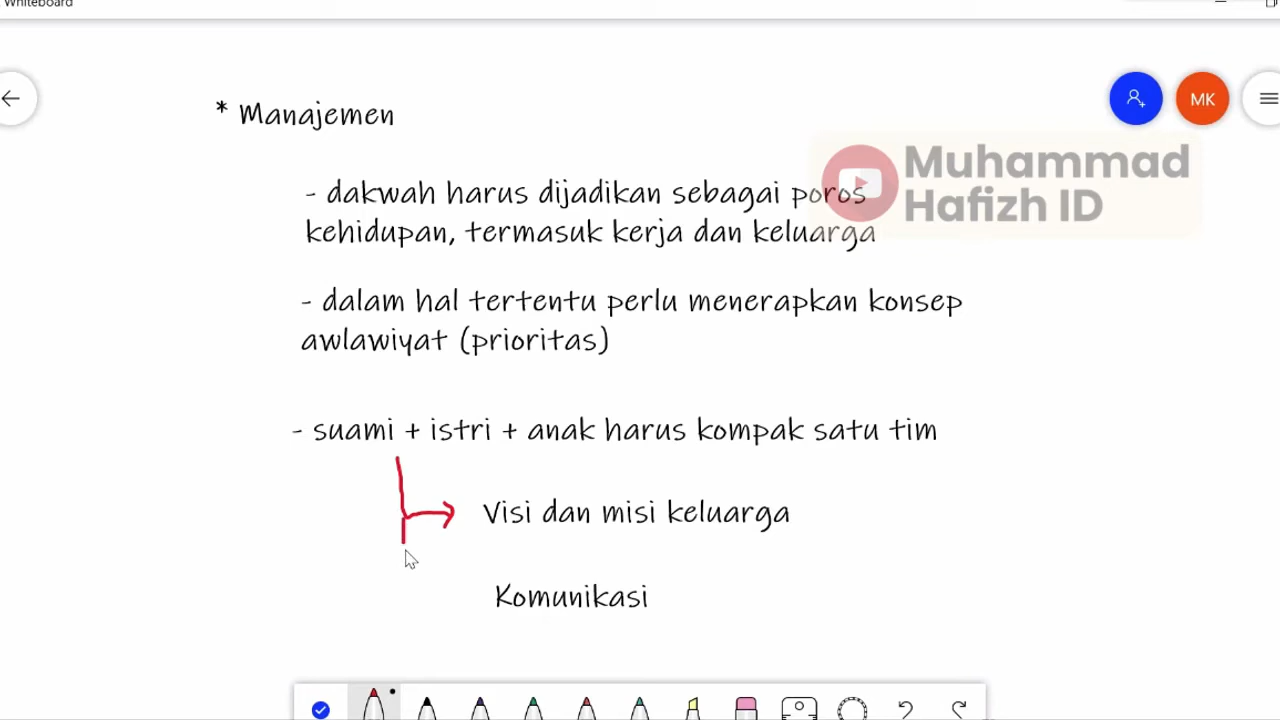 Whiteboard
* Manajemen
MK
Muhammad
Hafizh ID
- dakwah harus dijadikan sebagai poros
kehidupan, termasuk kerja dan keluarga
- dalam hal tertentu perlu menerapkan konsep
awlawiyat (prioritas)
- suami + istri + anak harus kompak satu tim
Visi dan misi keluarga
Komunikasi